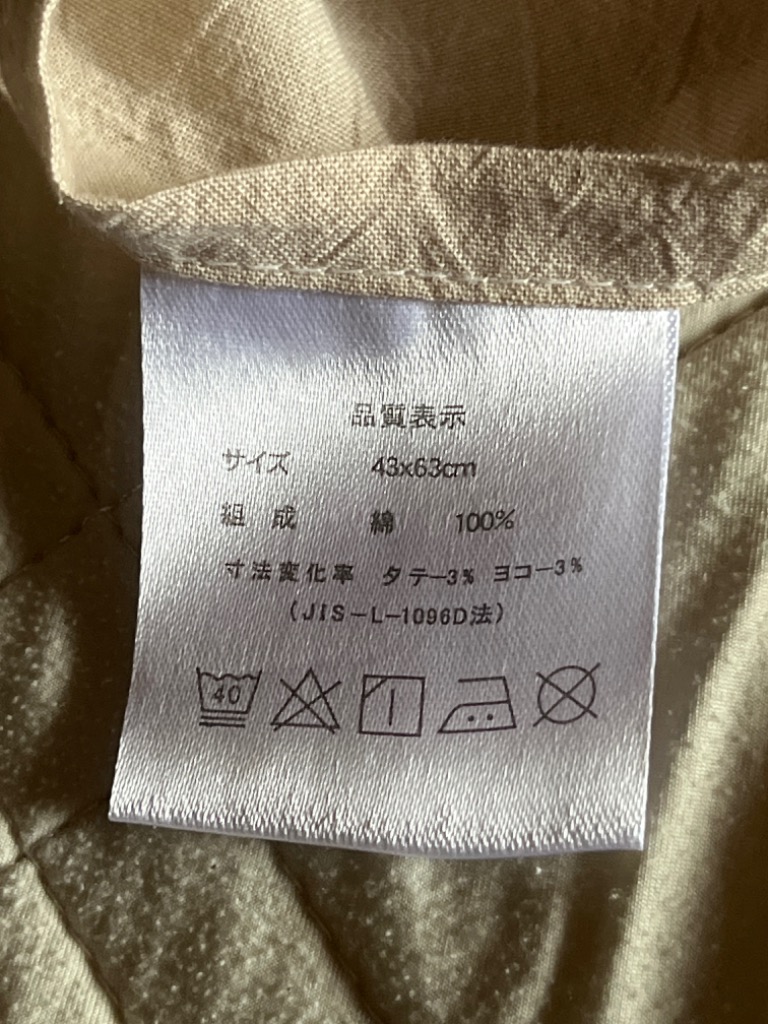 品質表示
サイズ 43x63cm
組成 綿 100%
寸法変化率 タテ−3% ヨコ−3%
(JIS−L−1096D法)
40